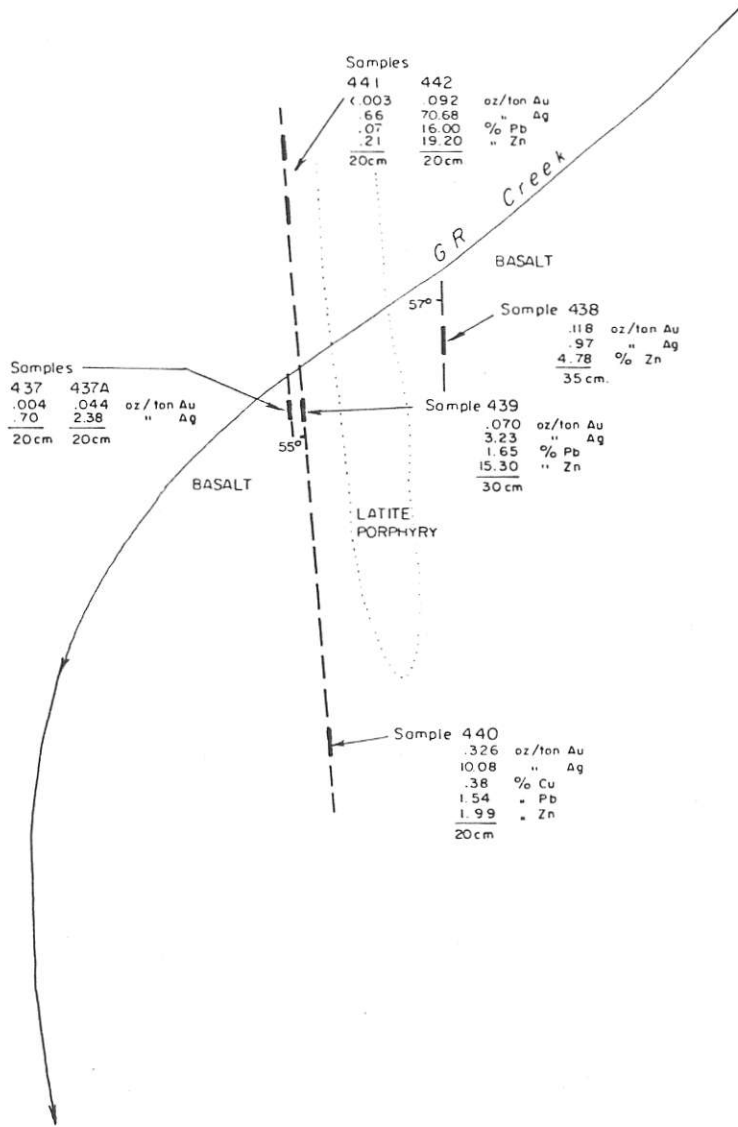 Samples
441 442
<.003 .092 oz/ton Au
.66 70.68 " Ag
.07 16.00 % Pb
.21 19.20 " Zn
20cm 20cm
GR Creek
BASALT
57°
Sample 438
.118 oz/ton Au
.97 " Ag
4.78 % Zn
35cm.
Samples
437 437A
.004 .044 oz/ton Au
.70 2.38 " Ag
20cm 20cm
55°
Sample 439
.070 oz/ton Au
3.23 " Ag
1.65 % Pb
15.30 " Zn
30cm
BASALT
LATITE
PORPHYRY
Sample 440
.326 oz/ton Au
10.08 " Ag
.38 % Cu
1.54 " Pb
1.99 " Zn
20cm